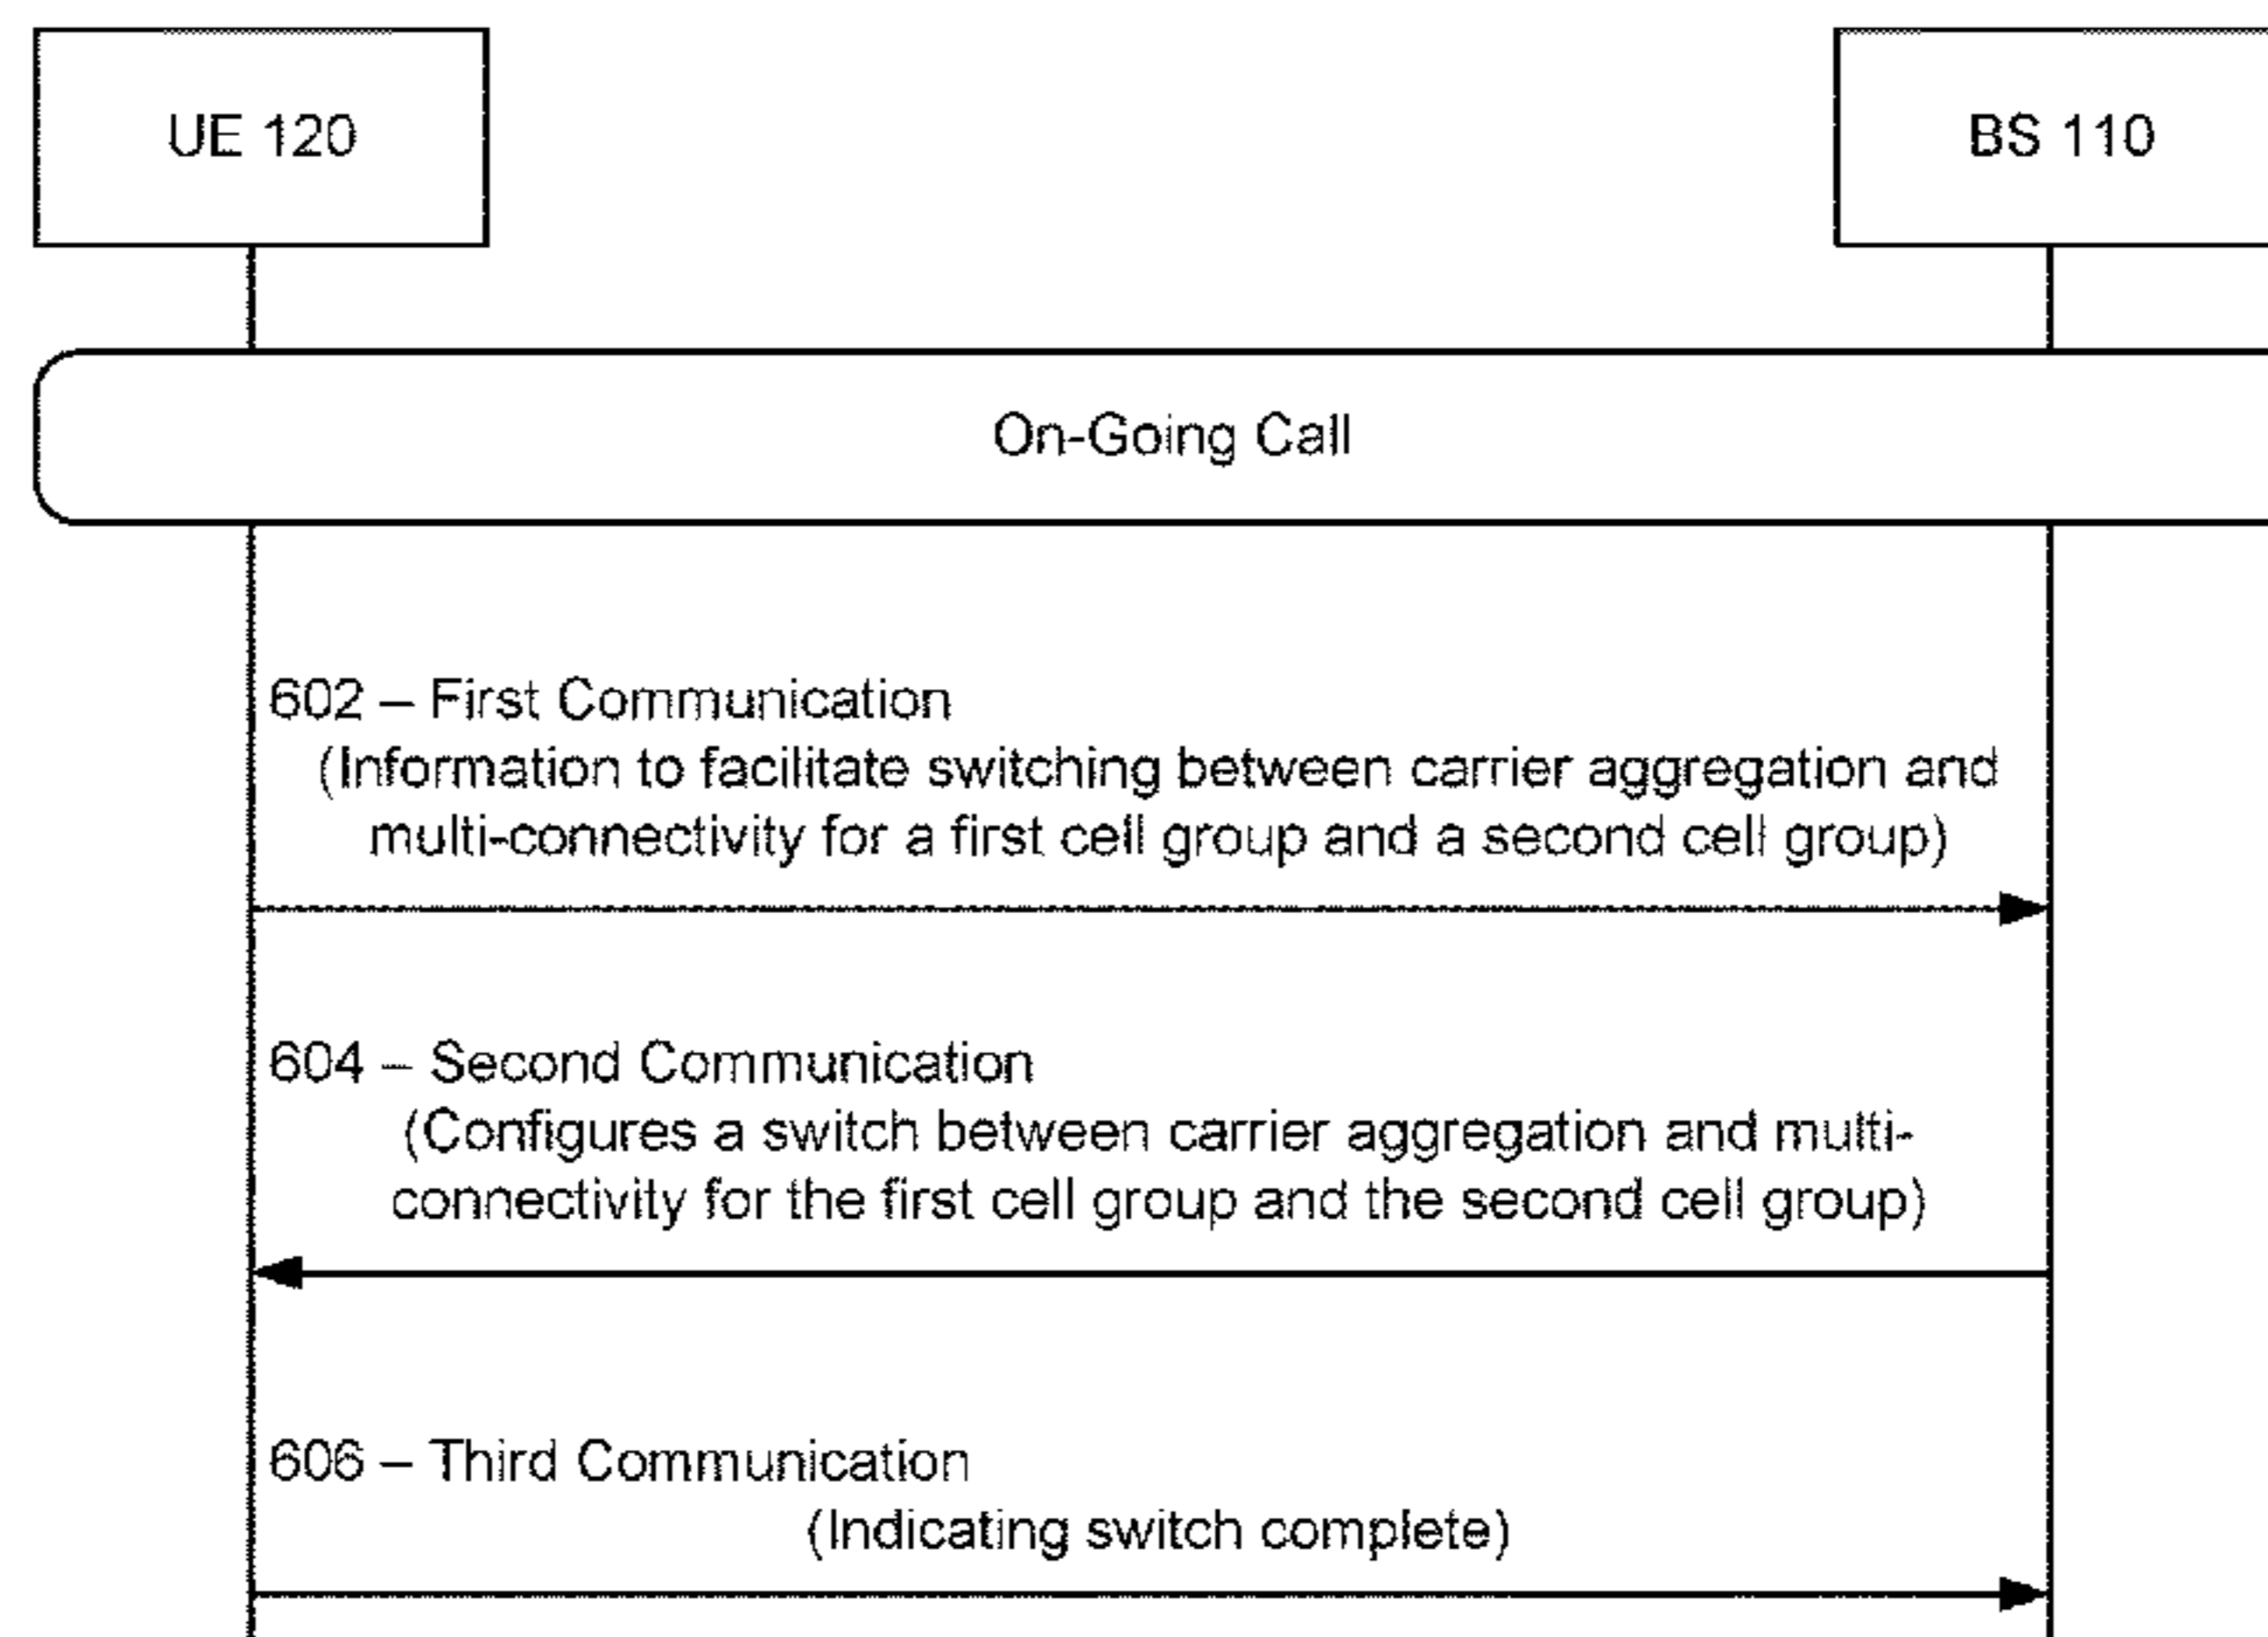 UE 120
BS 110
On-Going Call
602 – First Communication
(Information to facilitate switching between carrier aggregation and
multi-connectivity for a first cell group and a second cell group)
604 – Second Communication
(Configures a switch between carrier aggregation and multi-
connectivity for the first cell group and the second cell group)
606 – Third Communication
(Indicating switch complete)